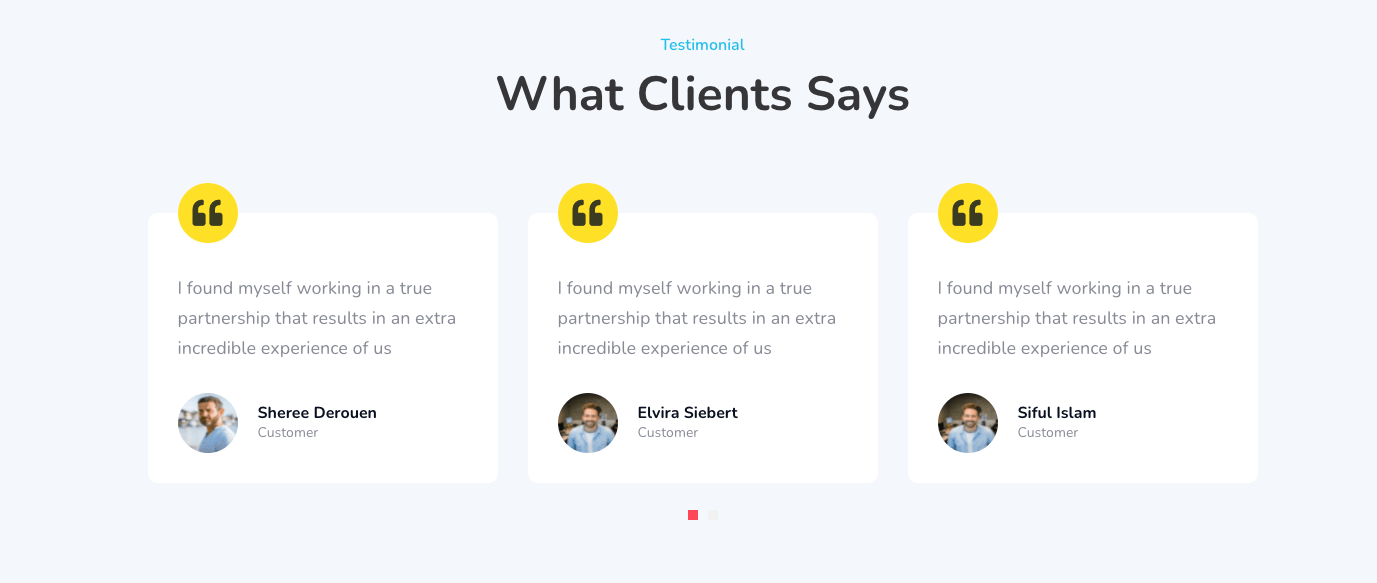 Testimonial
What Clients Says
I found myself working in a true
partnership that results in an extra
incredible experience of us
Sheree Derouen
Customer
I found myself working in a true
partnership that results in an extra
incredible experience of us
Elvira Siebert
Customer
I found myself working in a true
partnership that results in an extra
incredible experience of us
Siful Islam
Customer